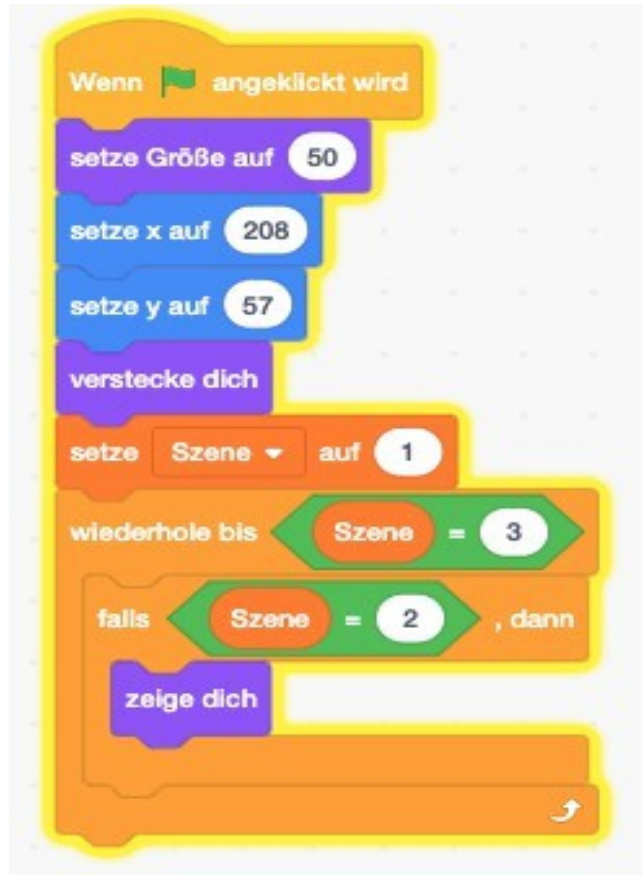 Wenn angeklickt wird
setze Größe auf 50
setze x auf 208
setze y auf 57
verstecke dich
setze Szene auf 1
wiederhole bis Szene = 3
falls Szene = 2 , dann
zeige dich